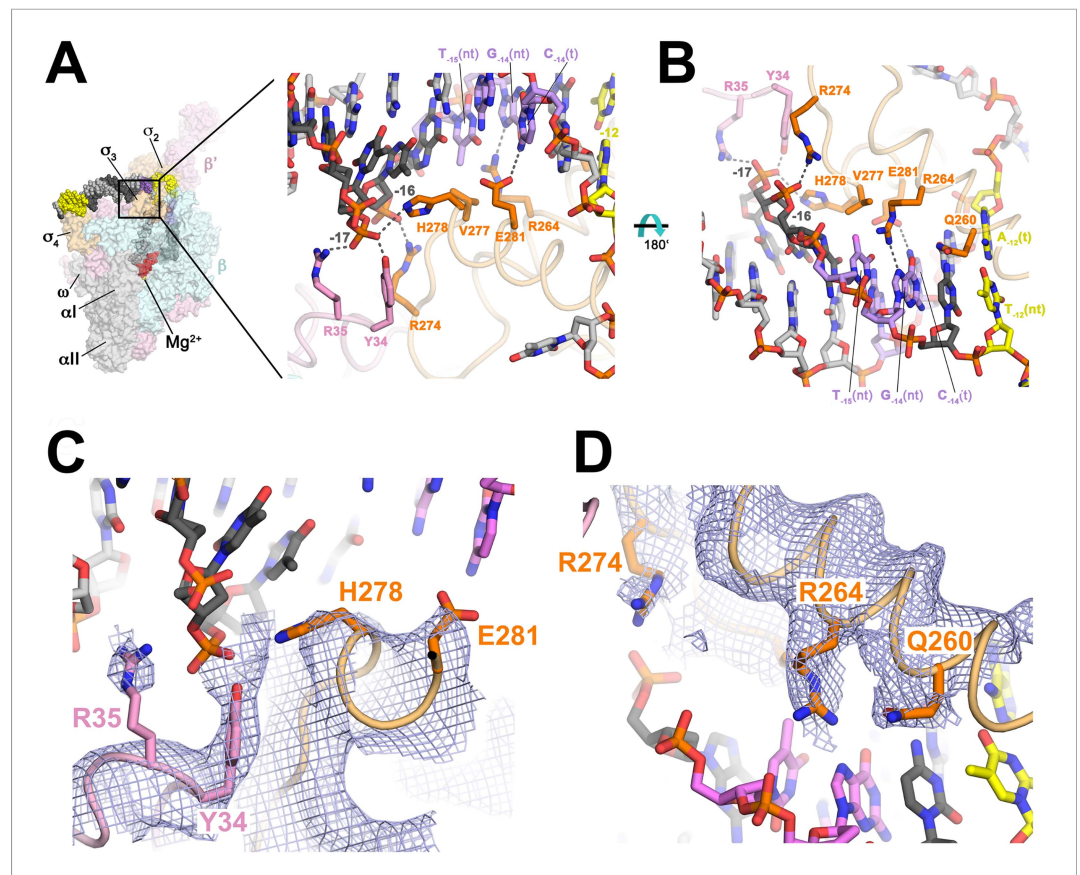 A
σ₂
σ₃
β'
σ₄
β
ω
αI
αII
Mg²⁺
T₋₁₅(nt) G₋₁₄(nt) C₋₁₄(t)
-12
-16
-17
H278 V277 E281 R264
R35 Y34 R274
180°
B
R35 Y34 R274
-17
H278 V277 E281 R264
-16
Q260
A₋₁₂(t)
T₋₁₂(nt)
T₋₁₅(nt) G₋₁₄(nt) C₋₁₄(t)
C
H278
E281
R35
Y34
D
R274
R264
Q260